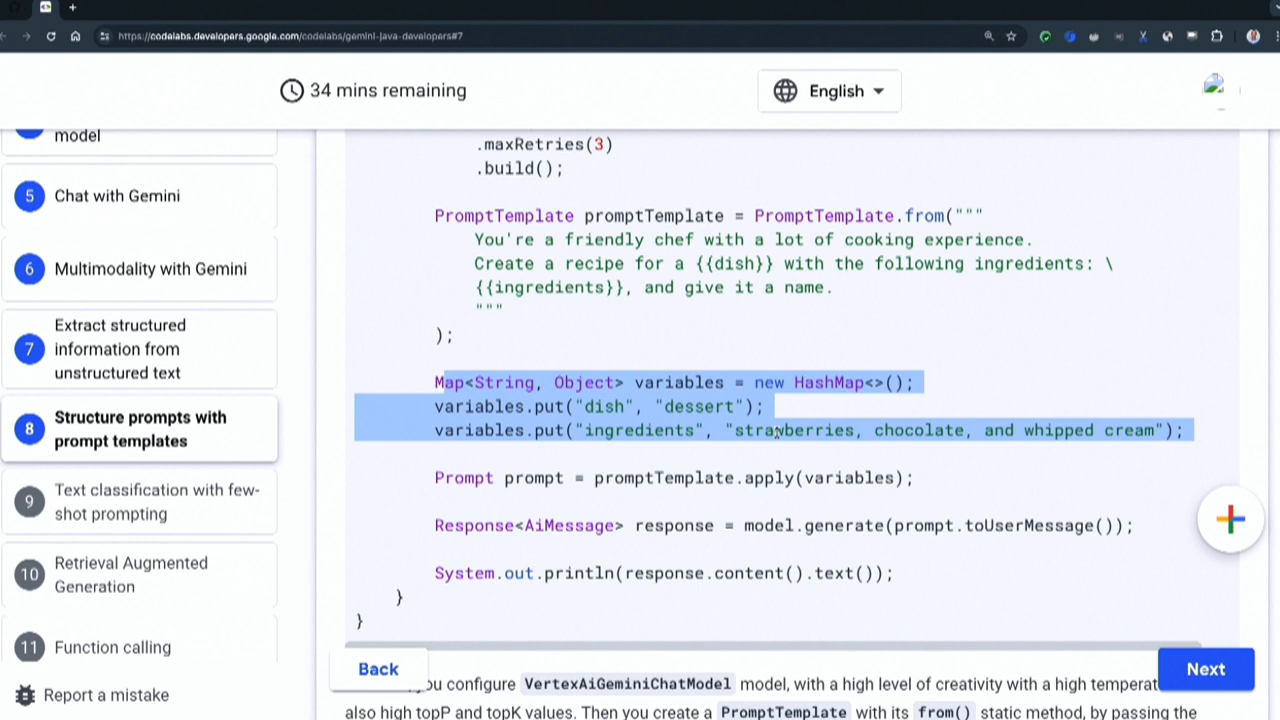 https://codelabs.developers.google.com/codelabs/gemini-java-developers#7
34 mins remaining
English
model
5 Chat with Gemini
6 Multimodality with Gemini
7 Extract structured
information from
unstructured text
8 Structure prompts with
prompt templates
9 Text classification with few-
shot prompting
10 Retrieval Augmented
Generation
11 Function calling
Report a mistake
.maxRetries(3)
.build();
PromptTemplate promptTemplate = PromptTemplate.from("""
You're a friendly chef with a lot of cooking experience.
Create a recipe for a {{dish}} with the following ingredients: \
{{ingredients}}, and give it a name.
"""
);
Map<String, Object> variables = new HashMap<>();
variables.put("dish", "dessert");
variables.put("ingredients", "strawberries, chocolate, and whipped cream");
Prompt prompt = promptTemplate.apply(variables);
Response<AiMessage> response = model.generate(prompt.toUserMessage());
System.out.println(response.content().text());
}
}
Back
Next
you configure VertexAiGeminiChatModel model, with a high level of creativity with a high temperat
also high topP and topK values. Then you create a PromptTemplate with its from() static method, by passing the